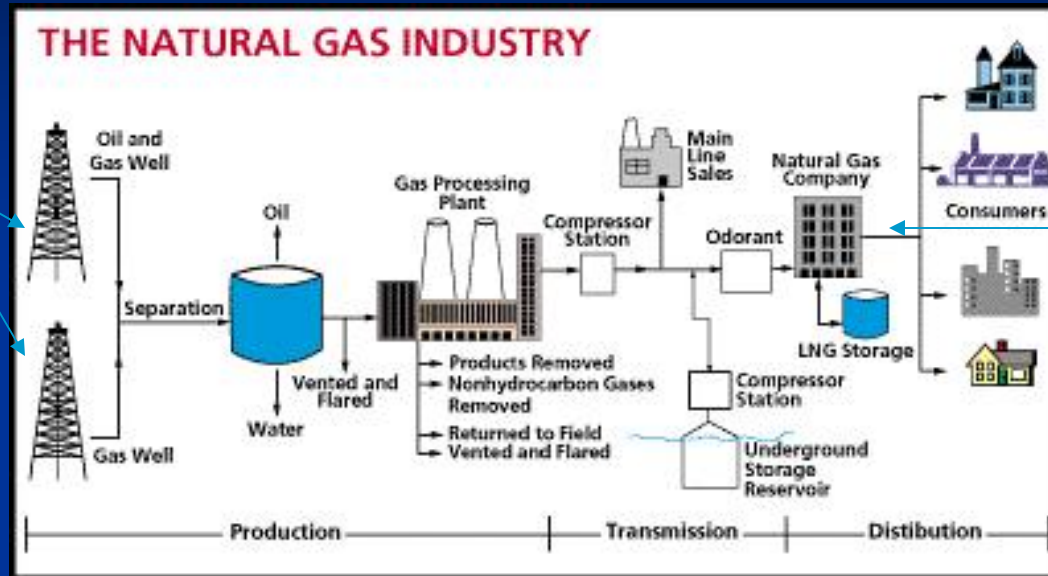 THE NATURAL GAS INDUSTRY
Oil and
Gas Well
Oil
Gas Processing
Plant
Compressor
Station
Main
Line
Sales
Odorant
Natural Gas
Company
Consumers
Separation
Vented and
Flared
Water
Gas Well
Products Removed
Nonhydrocarbon Gases
Removed
Returned to Field
Vented and Flared
LNG Storage
Compressor
Station
Underground
Storage
Reservoir
Production
Transmission
Distibution